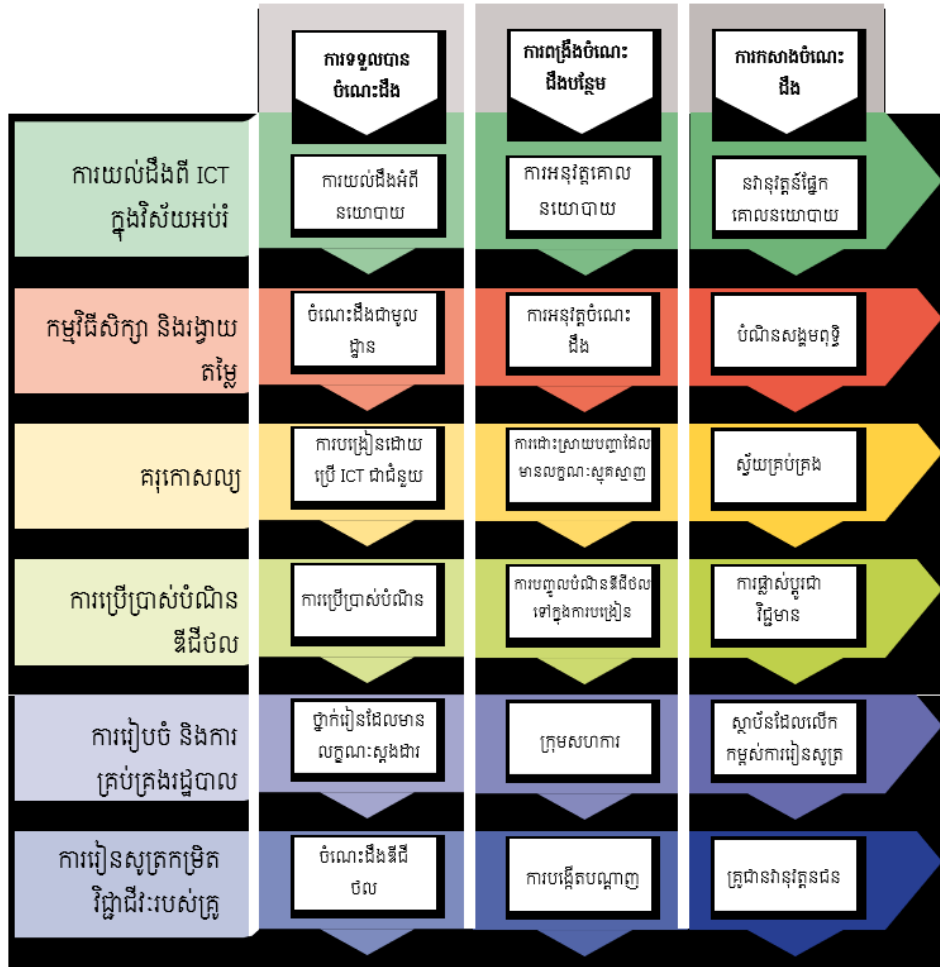 ការទទួលបាន
ចំណេះដឹង
ការពង្រឹងចំណេះ
ដឹងបន្ថែម
ការកសាងចំណេះ
ដឹង
ការយល់ដឹងពី ICT
ក្នុងវិស័យអប់រំ
ការយល់ដឹងអំពី
នយោបាយ
ការអនុវត្តគោល
នយោបាយ
នវានុវត្តន៍ផ្នែក
គោលនយោបាយ
កម្មវិធីសិក្សា និងរង្វាយ
តម្លៃ
ចំណេះដឹងជាមូល
ដ្ឋាន
ការអនុវត្តចំណេះ
ដឹង
បំណិនសង្គមពុទ្ធិ
គរុកោសល្យ
ការបង្រៀនដោយ
ប្រើ ICT ជាជំនួយ
ការដោះស្រាយបញ្ហាដែល
មានលក្ខណៈស្មុគស្មាញ
ស្វ័យគ្រប់គ្រង
ការប្រើប្រាស់បំណិន
ឌីជីថល
ការប្រើប្រាស់បំណិន
ការបញ្ចូលបំណិនឌីជីថល
ទៅក្នុងការបង្រៀន
ការផ្លាស់ប្តូរជា
វិជ្ជមាន
ការរៀបចំ និងការ
គ្រប់គ្រងរដ្ឋបាល
ថ្នាក់រៀនដែលមាន
លក្ខណៈស្តង់ដារ
ក្រុមសហការ
ស្ថាប័នដែលលើក
កម្ពស់ការរៀនសូត្រ
ការរៀនសូត្រកម្រិត
វិជ្ជាជីវៈរបស់គ្រូ
ចំណេះដឹងឌីជី
ថល
ការបង្កើតបណ្តាញ
គ្រូជានវានុវត្តនជន